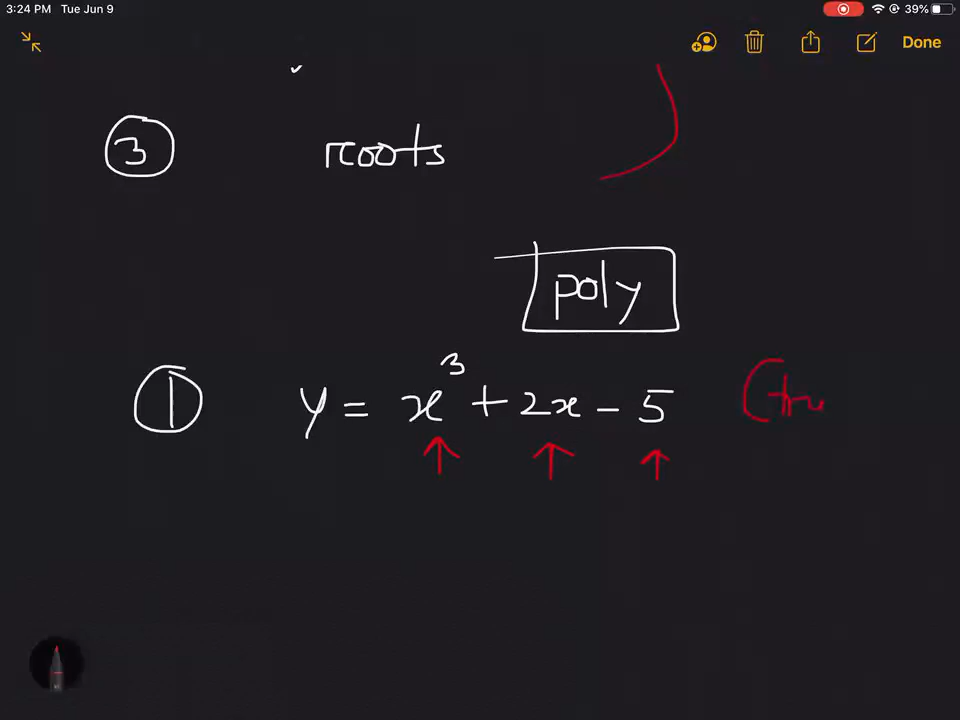 3:24 PM Tue Jun 9 39%
Done
3 roots
poly
1 y = x³ + 2x - 5